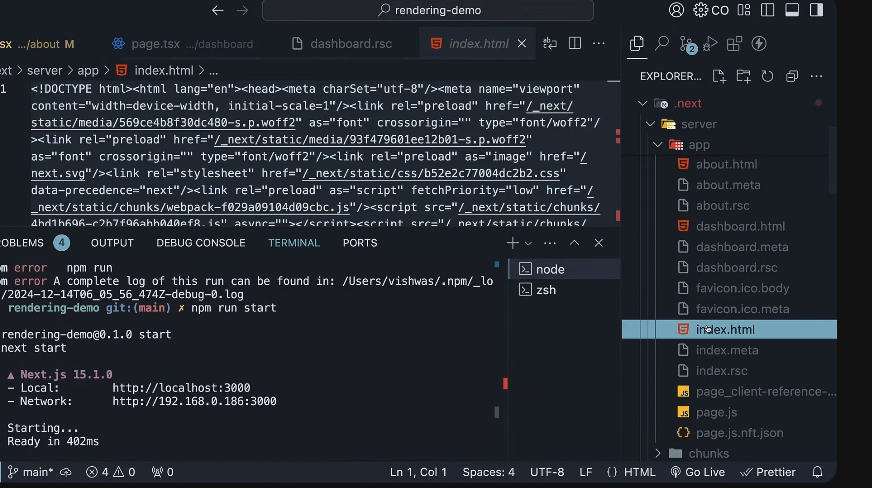 rendering-demo
CO
sx .../about M
page.tsx .../dashboard
dashboard.rsc
index.html
ext > server > app > index.html > ...
EXPLORER...
1
<!DOCTYPE html><html lang="en"><head><meta charSet="utf-8"/><meta name="viewport"
content="width=device-width, initial-scale=1"/><link rel="preload" href="/_next/
static/media/569ce4b8f30dc480-s.p.woff2" as="font" crossorigin="" type="font/woff2"/
><link rel="preload" href="/_next/static/media/93f479601ee12b01-s.p.woff2"
as="font" crossorigin="" type="font/woff2"/><link rel="preload" as="image" href="/
next.svg"/><link rel="stylesheet" href="/_next/static/css/b52e2c77004dc2b2.css"
data-precedence="next"/><link rel="preload" as="script" fetchPriority="low" href="/
_next/static/chunks/webpack-f029a09104d09cbc.js"/><script src="/_next/static/chunks/
4bd1b696-c2b7f96abb040ef8.js" async=""></script><script src="/_next/static/chunks/
ROBLEMS 4 OUTPUT DEBUG CONSOLE TERMINAL PORTS
om error npm run
om error A complete log of this run can be found in: /Users/vishwas/.npm/_lo
/2024-12-14T06_05_56_474Z-debug-0.log
rendering-demo git:(main) ✗ npm run start
rendering-demo@0.1.0 start
next start
▲ Next.js 15.1.0
- Local: http://localhost:3000
- Network: http://192.168.0.186:3000
Starting...
Ready in 402ms
node
zsh
2
.next
server
app
about.html
about.meta
about.rsc
dashboard.html
dashboard.meta
dashboard.rsc
favicon.ico.body
favicon.ico.meta
index.html
index.meta
index.rsc
page_client-reference-...
page.js
page.js.nft.json
chunks
main* 4 0 0 Ln 1, Col 1 Spaces: 4 UTF-8 LF {} HTML Go Live Prettier